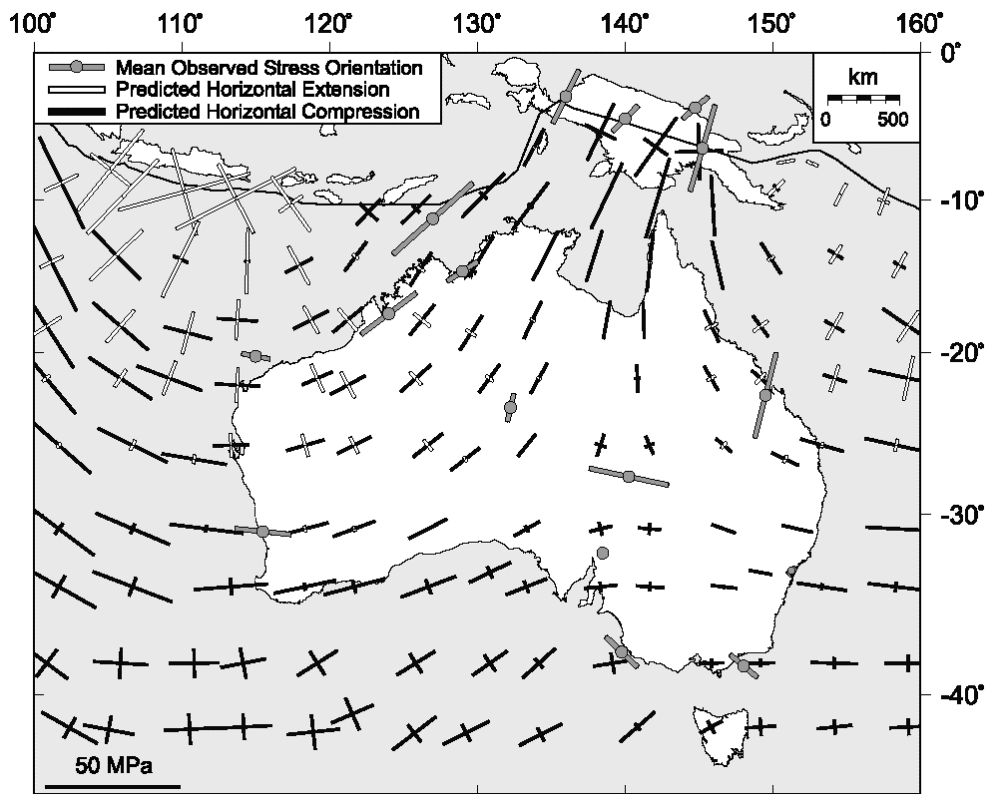 100 110° 120° 130° 140° 150° 160°
0°
Mean Observed Stress Orientation
Predicted Horizontal Extension
Predicted Horizontal Compression
km
0 500
-10°
-20°
-30°
-40°
50 MPa